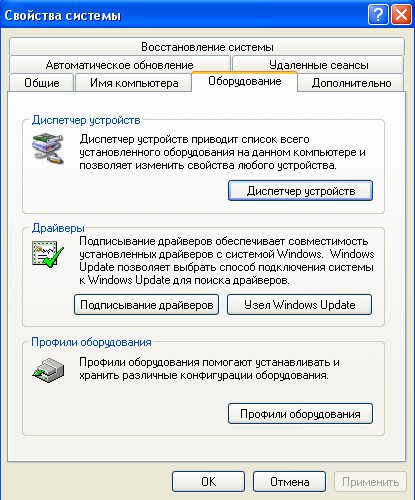 Свойства системы
Восстановление системы
Автоматическое обновление Удаленные сеансы
Общие Имя компьютера Оборудование Дополнительно
Диспетчер устройств
Диспетчер устройств приводит список всего
установленного оборудования на данном компьютере и
позволяет изменить свойства любого устройства.
Диспетчер устройств
Драйверы
Подписывание драйверов обеспечивает совместимость
установленных драйверов с системой Windows. Windows
Update позволяет выбрать способ подключения системы
к Windows Update для поиска драйверов.
Подписывание драйверов Узел Windows Update
Профили оборудования
Профили оборудования помогают устанавливать и
хранить различные конфигурации оборудования.
Профили оборудования
OK Отмена Применить